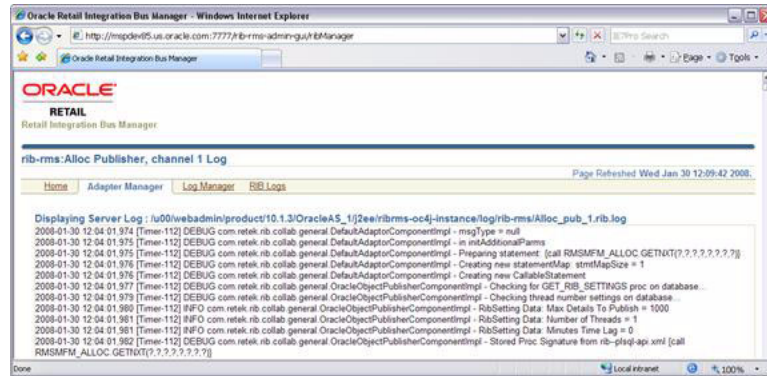 Oracle Retail Integration Bus Manager - Windows Internet Explorer
http://mspdev85.us.oracle.com:7777/rib-rms-admin-gui/ribManager
Search
Oracle Retail Integration Bus Manager
Page
Tools
ORACLE
RETAIL
Retail Integration Bus Manager
rib-rms:Alloc Publisher, channel 1 Log
Page Refreshed Wed Jan 30 12:09:42 2008.
Home Adapter Manager Log Manager RIB Logs
Displaying Server Log : /u00/webadmin/product/10.1.3/OracleAS_1/j2ee/ribrms-oc4j-instance/log/rib-rms/Alloc_pub_1.rib.log
2008-01-30 12:04:01,974 [Timer-112] DEBUG com.retek.rib.collab.general.DefaultAdaptorComponentImpl - msgType = null
2008-01-30 12:04:01,975 [Timer-112] DEBUG com.retek.rib.collab.general.DefaultAdaptorComponentImpl - in initAdditionalParms
2008-01-30 12:04:01,975 [Timer-112] DEBUG com.retek.rib.collab.general.DefaultAdaptorComponentImpl - Preparing statement: {call RMSMFM_ALLOC.GETNXT(?,?,?,?,?,?,?,?)}
2008-01-30 12:04:01,976 [Timer-112] DEBUG com.retek.rib.collab.general.DefaultAdaptorComponentImpl - Creating new statementMap: stmtMapSize = 1
2008-01-30 12:04:01,976 [Timer-112] DEBUG com.retek.rib.collab.general.DefaultAdaptorComponentImpl - Creating new CallableStatement
2008-01-30 12:04:01,977 [Timer-112] DEBUG com.retek.rib.collab.general.OracleObjectPublisherComponentImpl - Checking for GET_RIB_SETTINGS proc on database...
2008-01-30 12:04:01,979 [Timer-112] DEBUG com.retek.rib.collab.general.OracleObjectPublisherComponentImpl - Checking thread number settings on database...
2008-01-30 12:04:01,980 [Timer-112] INFO com.retek.rib.collab.general.OracleObjectPublisherComponentImpl - RibSetting Data: Max Details To Publish = 1000
2008-01-30 12:04:01,981 [Timer-112] INFO com.retek.rib.collab.general.OracleObjectPublisherComponentImpl - RibSetting Data: Number of Threads = 1
2008-01-30 12:04:01,981 [Timer-112] INFO com.retek.rib.collab.general.OracleObjectPublisherComponentImpl - RibSetting Data: Minutes Time Lag = 0
2008-01-30 12:04:01,982 [Timer-112] DEBUG com.retek.rib.collab.general.OracleObjectPublisherComponentImpl - Stored Proc Signature from rib-plsql-api.xml {call
RMSMFM_ALLOC.GETNXT(?,?,?,?,?,?,?,?)}
Done
Local intranet
100%